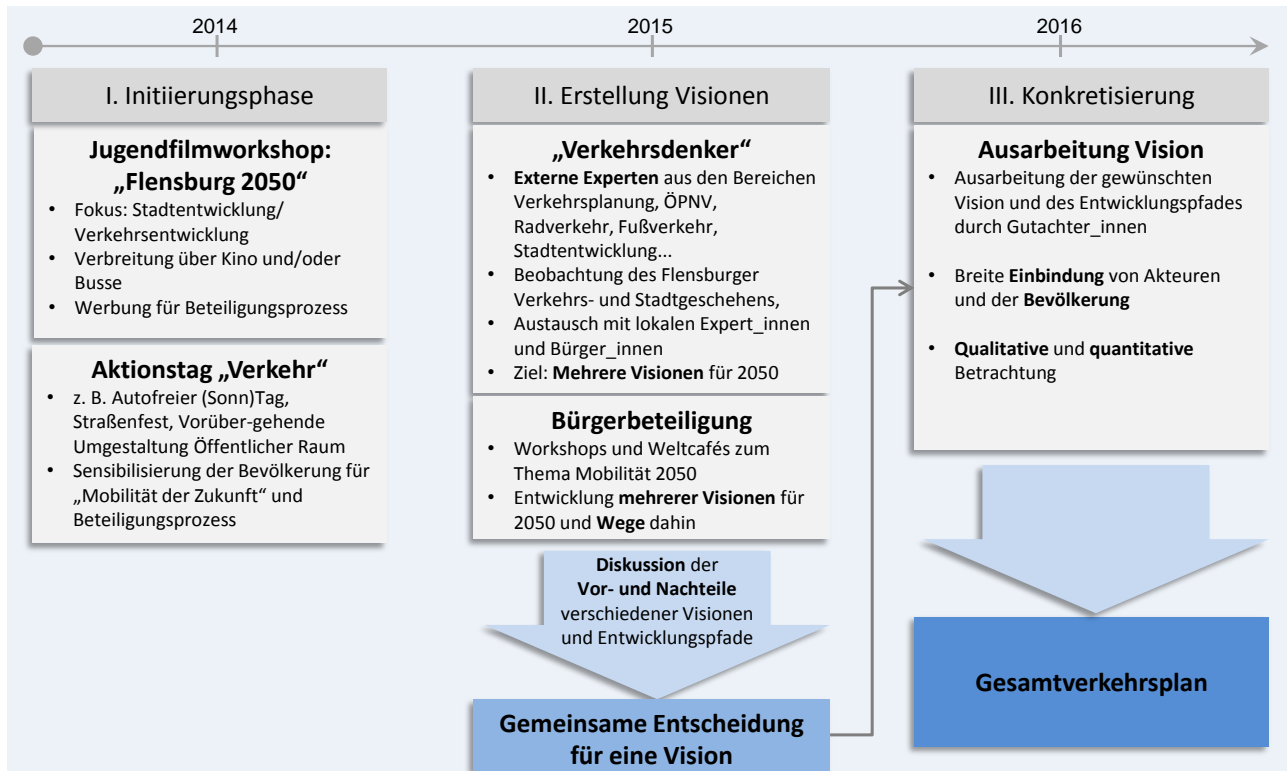 2014
2015
2016
I. Initiierungsphase
Jugendfilmworkshop:
„Flensburg 2050“
• Fokus: Stadtentwicklung/
Verkehrsentwicklung
• Verbreitung über Kino und/oder
Busse
• Werbung für Beteiligungsprozess
Aktionstag „Verkehr“
• z. B. Autofreier (Sonn)Tag,
Straßenfest, Vorüber-gehende
Umgestaltung Öffentlicher Raum
• Sensibilisierung der Bevölkerung für
„Mobilität der Zukunft“ und
Beteiligungsprozess
II. Erstellung Visionen
„Verkehrsdenker“
• Externe Experten aus den Bereichen
Verkehrsplanung, ÖPNV,
Radverkehr, Fußverkehr,
Stadtentwicklung...
• Beobachtung des Flensburger
Verkehrs- und Stadtgeschehens,
• Austausch mit lokalen Expert_innen
und Bürger_innen
• Ziel: Mehrere Visionen für 2050
Bürgerbeteiligung
• Workshops und Weltcafés zum
Thema Mobilität 2050
• Entwicklung mehrerer Visionen für
2050 und Wege dahin
Diskussion der
Vor- und Nachteile
verschiedener Visionen
und Entwicklungspfade
Gemeinsame Entscheidung
für eine Vision
III. Konkretisierung
Ausarbeitung Vision
• Ausarbeitung der gewünschten
Vision und des Entwicklungspfades
durch Gutachter_innen
• Breite Einbindung von Akteuren
und der Bevölkerung
• Qualitative und quantitative
Betrachtung
Gesamtverkehrsplan